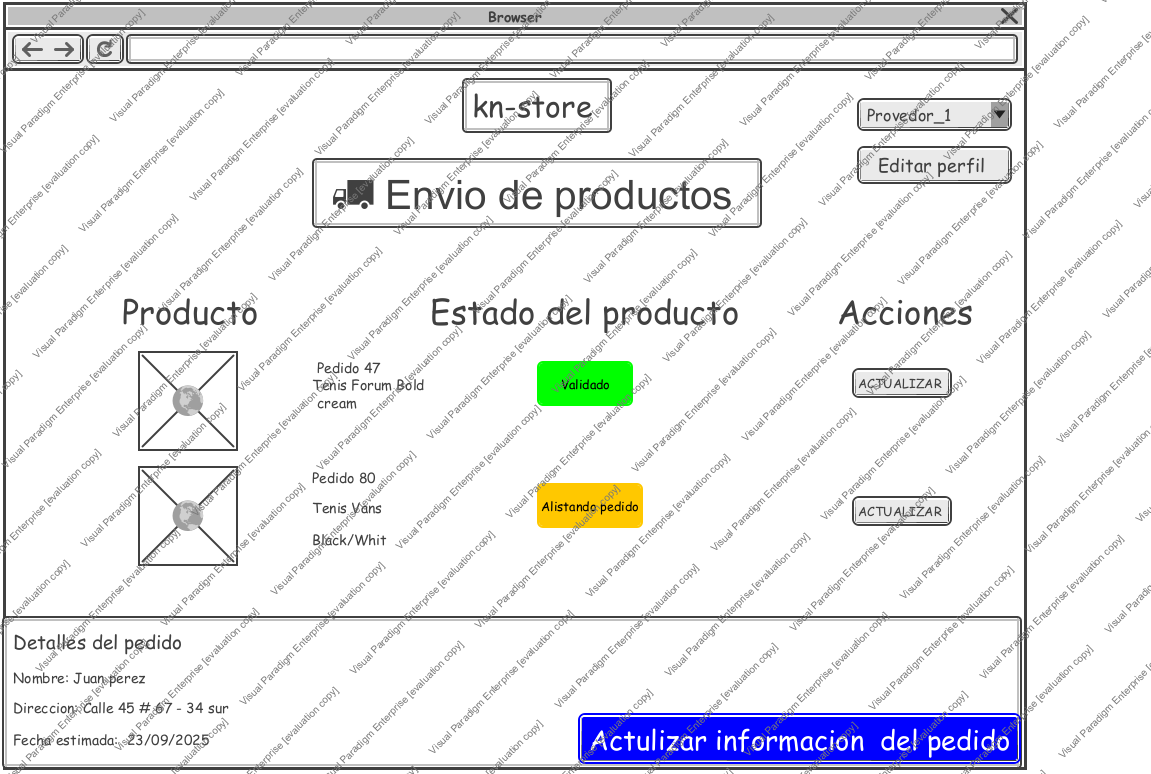 Browser
kn-store
Provedor_1
Editar perfil
Envio de productos
Producto
Estado del producto
Acciones
Pedido 47
Tenis Forum Bold
cream
Validado
ACTUALIZAR
Pedido 80
Tenis Vans
Black/Whit
Alistando pedido
ACTUALIZAR
Detalles del pedido
Nombre: Juan perez
Direccion: Calle 45 # 67 - 34 sur
Fecha estimada: 23/09/2025
Actulizar informacion del pedido
Visual Paradigm Enterprise [evaluation copy]